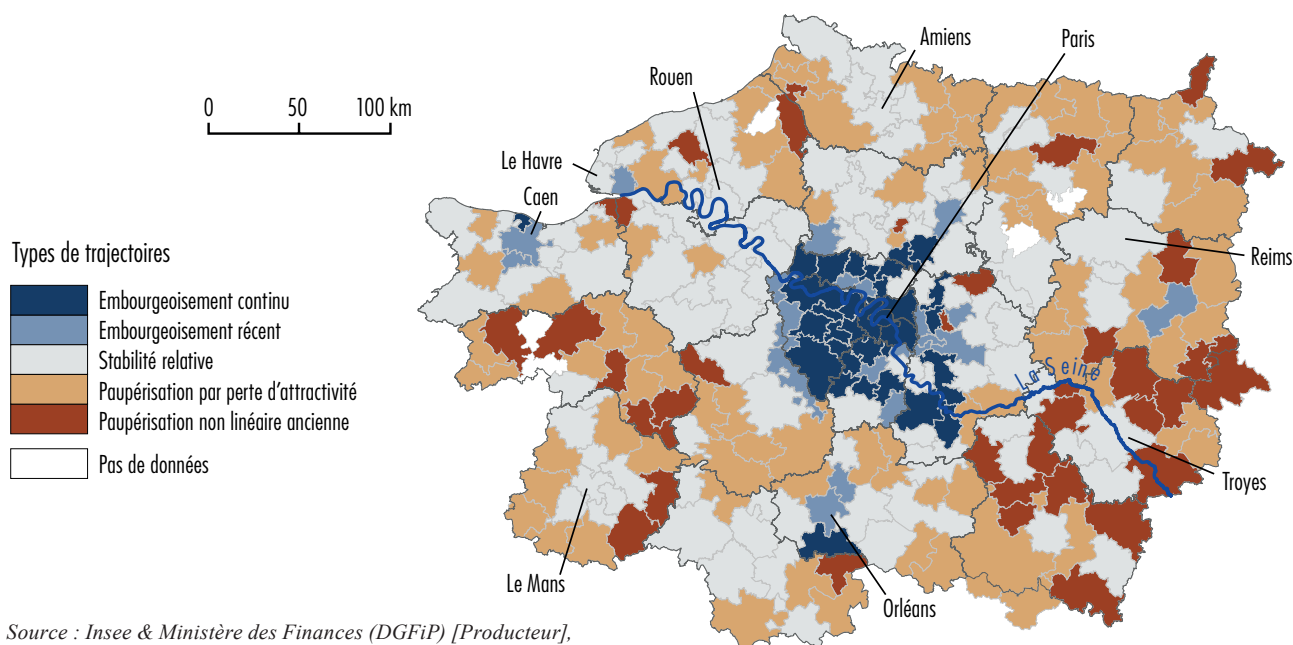 Amiens
Paris
Rouen
0 50 100 km
Le Havre
Caen
Types de trajectoires
Embourgeoisement continu
Embourgeoisement récent
Stabilité relative
Paupérisation par perte d'attractivité
Paupérisation non linéaire ancienne
Pas de données
Reims
La Seine
Troyes
Le Mans
Orléans
Source : Insee & Ministère des Finances (DGFiP) [Producteur],